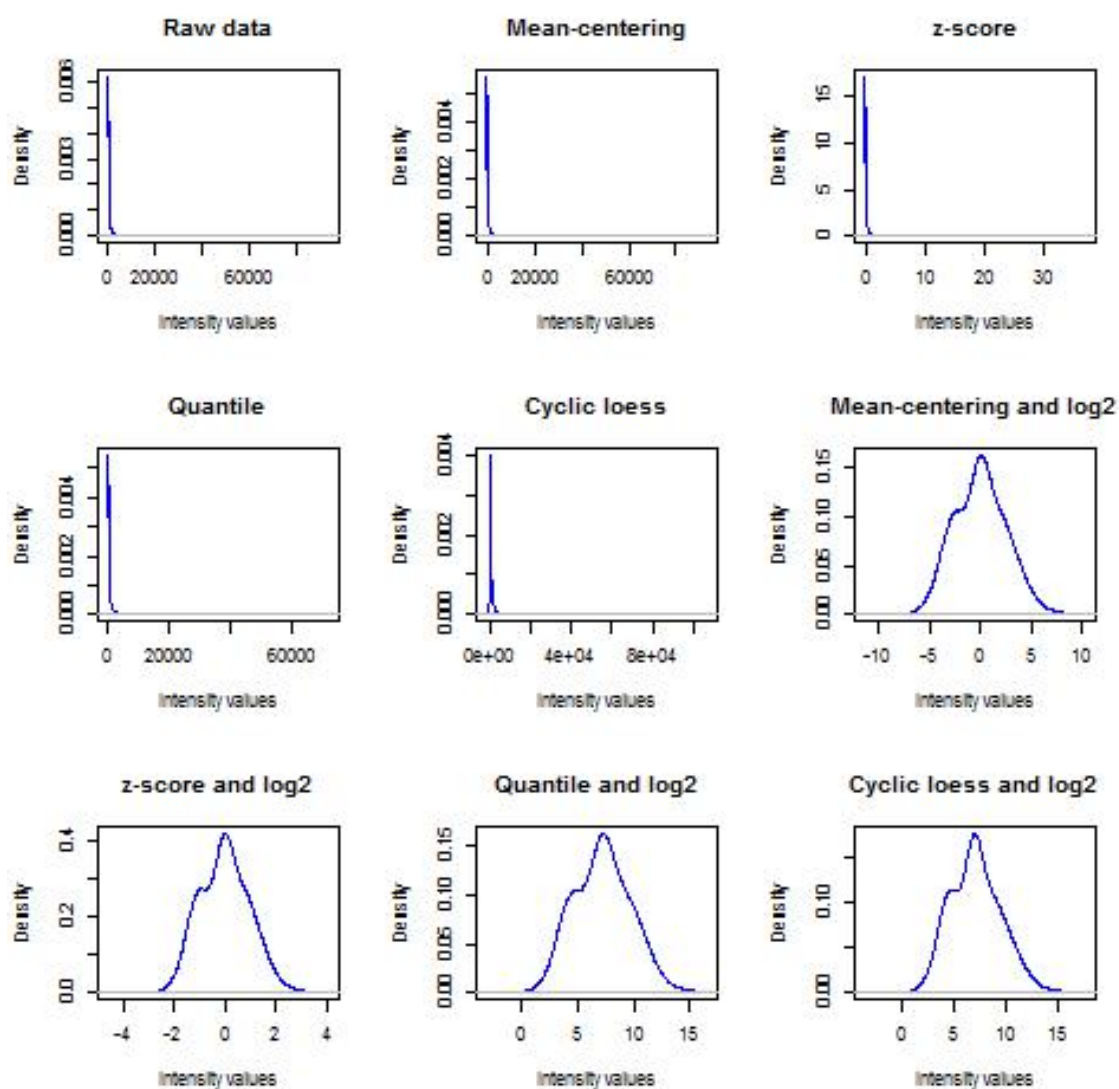 Raw data
Density
0.000 0.003 0.006
0 20000 60000
Intensity values
Mean-centering
Density
0.000 0.002 0.004
0 20000 60000
Intensity values
z-score
Density
0 5 10 15
0 10 20 30
Intensity values
Quantile
Density
0.000 0.002 0.004
0 20000 60000
Intensity values
Cyclic loess
Density
0.000 0.002 0.004
0e+00 4e+04 8e+04
Intensity values
Mean-centering and log2
Density
0.00 0.05 0.10 0.15
-10 -5 0 5 10
Intensity values
z-score and log2
Density
0.0 0.2 0.4
-4 -2 0 2 4
Intensity values
Quantile and log2
Density
0.00 0.05 0.10 0.15
0 5 10 15
Intensity values
Cyclic loess and log2
Density
0.00 0.10
0 5 10 15
Intensity values